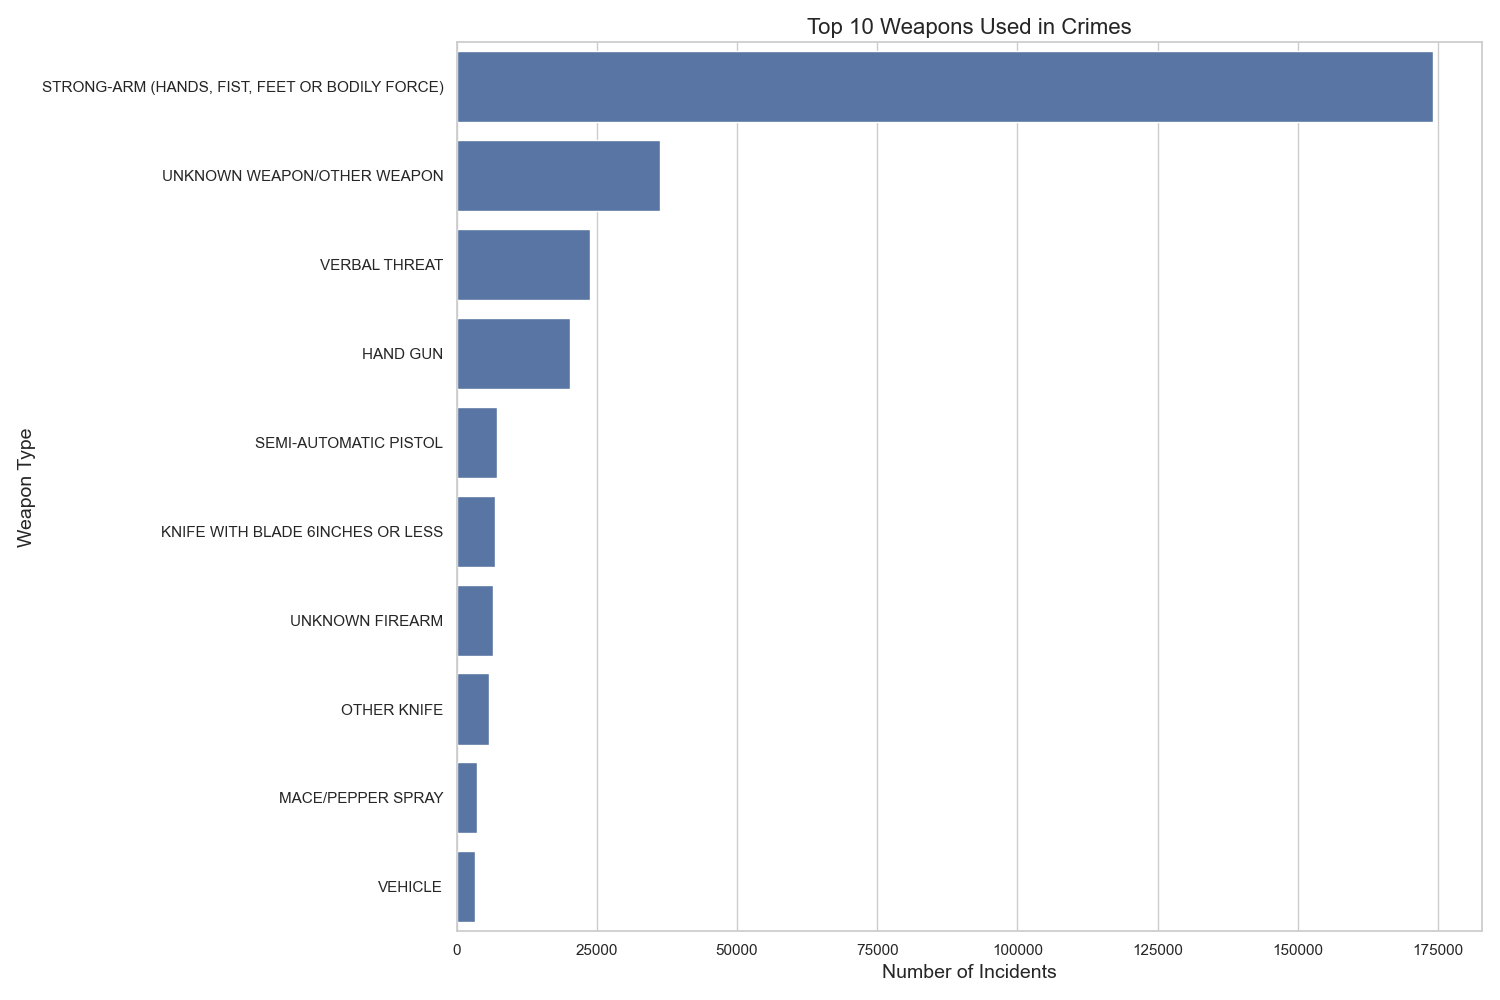 Top 10 Weapons Used in Crimes
STRONG-ARM (HANDS, FIST, FEET OR BODILY FORCE)
UNKNOWN WEAPON/OTHER WEAPON
VERBAL THREAT
HAND GUN
SEMI-AUTOMATIC PISTOL
KNIFE WITH BLADE 6INCHES OR LESS
UNKNOWN FIREARM
OTHER KNIFE
MACE/PEPPER SPRAY
VEHICLE
Weapon Type
0 25000 50000 75000 100000 125000 150000 175000
Number of Incidents